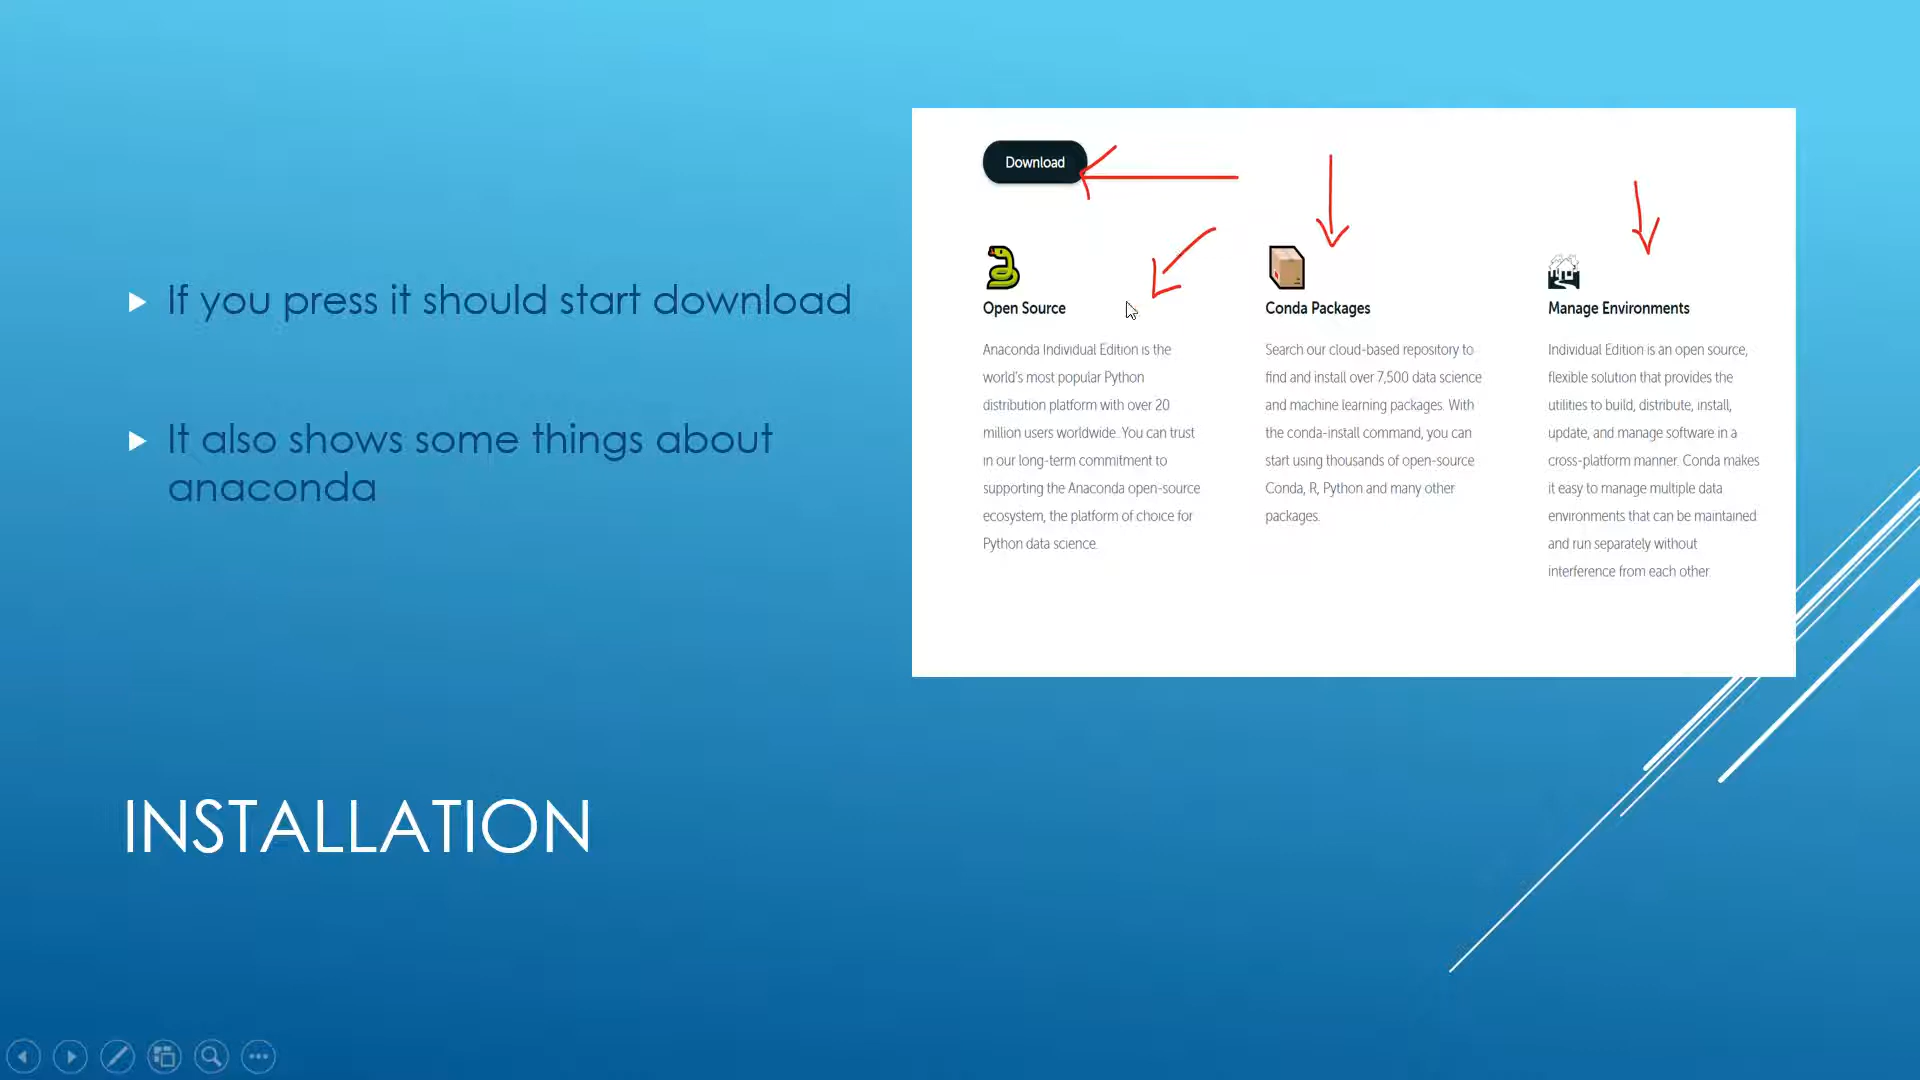 If you press it should start download
It also shows some things about
anaconda
INSTALLATION
Download
Open Source
Anaconda Individual Edition is the
world's most popular Python
distribution platform with over 20
million users worldwide. You can trust
in our long-term commitment to
supporting the Anaconda open-source
ecosystem, the platform of choice for
Python data science.
Conda Packages
Search our cloud-based repository to
find and install over 7,500 data science
and machine learning packages. With
the conda-install command, you can
start using thousands of open-source
Conda, R, Python and many other
packages.
Manage Environments
Individual Edition is an open source,
flexible solution that provides the
utilities to build, distribute, install,
update, and manage software in a
cross-platform manner. Conda makes
it easy to manage multiple data
environments that can be maintained
and run separately without
interference from each other